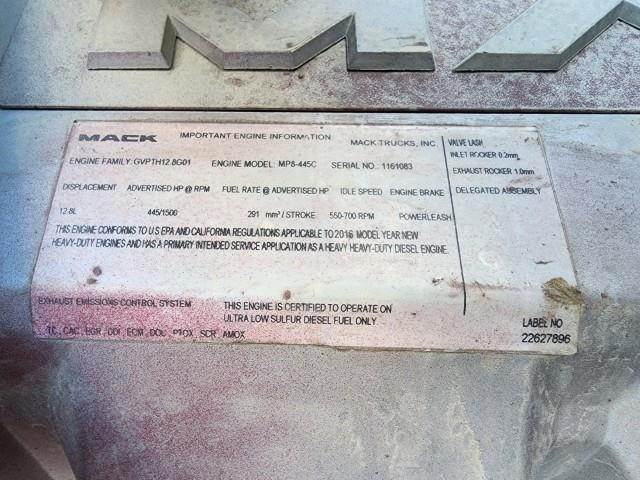 MACK
MACK IMPORTANT ENGINE INFORMATION MACK TRUCKS, INC.
ENGINE FAMILY: GVPTH12.8G01 ENGINE MODEL: MP8-445C SERIAL NO.: 1161083
DISPLACEMENT ADVERTISED HP @ RPM FUEL RATE @ ADVERTISED HP IDLE SPEED ENGINE BRAKE
12.8L 445/1500 291 mm³/STROKE 550-700 RPM POWERLEASH
THIS ENGINE CONFORMS TO U.S EPA AND CALIFORNIA REGULATIONS APPLICABLE TO 2016 MODEL YEAR NEW
HEAVY-DUTY ENGINES AND HAS A PRIMARY INTENDED SERVICE APPLICATION AS A HEAVY HEAVY-DUTY DIESEL ENGINE.
VALVE LASH
INLET ROCKER 0.2mm
EXHAUST ROCKER 1.0mm
DELEGATED ASSEMBLY
EXHAUST EMISSIONS CONTROL SYSTEM
TC, CAC, EGR, DDI, ECM, DOC, PTOX, SCR, AMOX
THIS ENGINE IS CERTIFIED TO OPERATE ON
ULTRA LOW SULFUR DIESEL FUEL ONLY.
LABEL NO
22627896